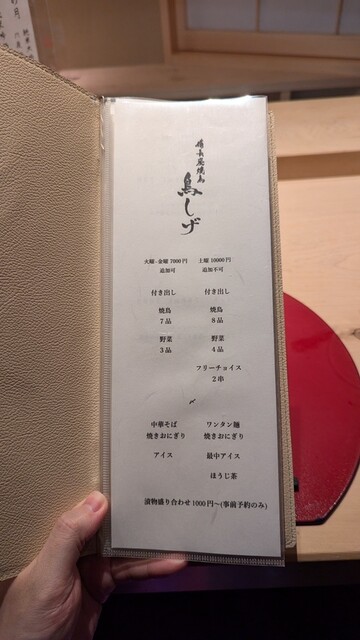 備長炭焼鳥
鳥しげ
火曜-金曜 7000円 土曜 10000円
追加可 追加不可
付き出し 付き出し
焼鳥 焼鳥
7品 8品
野菜 野菜
3品 4品
フリーチョイス
2串
〆
中華そば ワンタン麺
焼きおにぎり 焼きおにぎり
アイス 最中アイス
ほうじ茶
漬物盛り合わせ 1000円〜(事前予約のみ)